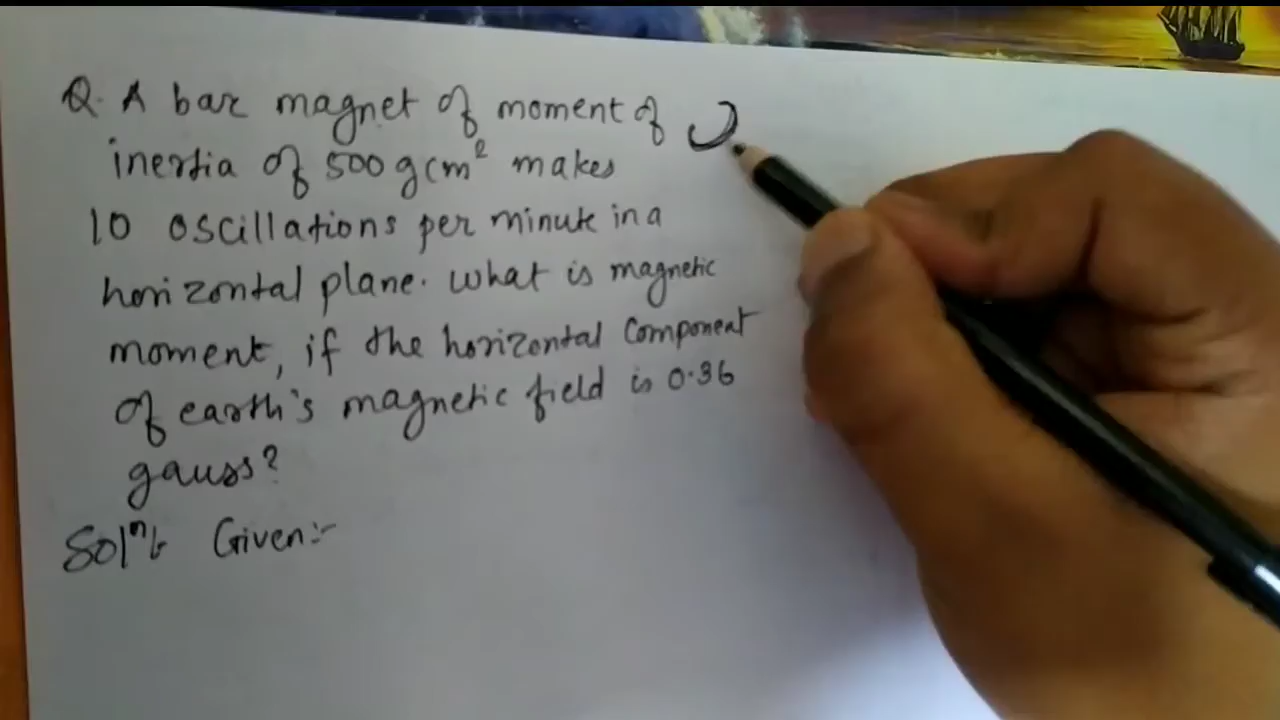 Q. A bar magnet of moment of
inertia of 500 gcm² makes
10 oscillations per minute in a
horizontal plane. What is magnetic
moment, if the horizontal component
of earth's magnetic field is 0.36
gauss?
Solⁿ:- Given:-